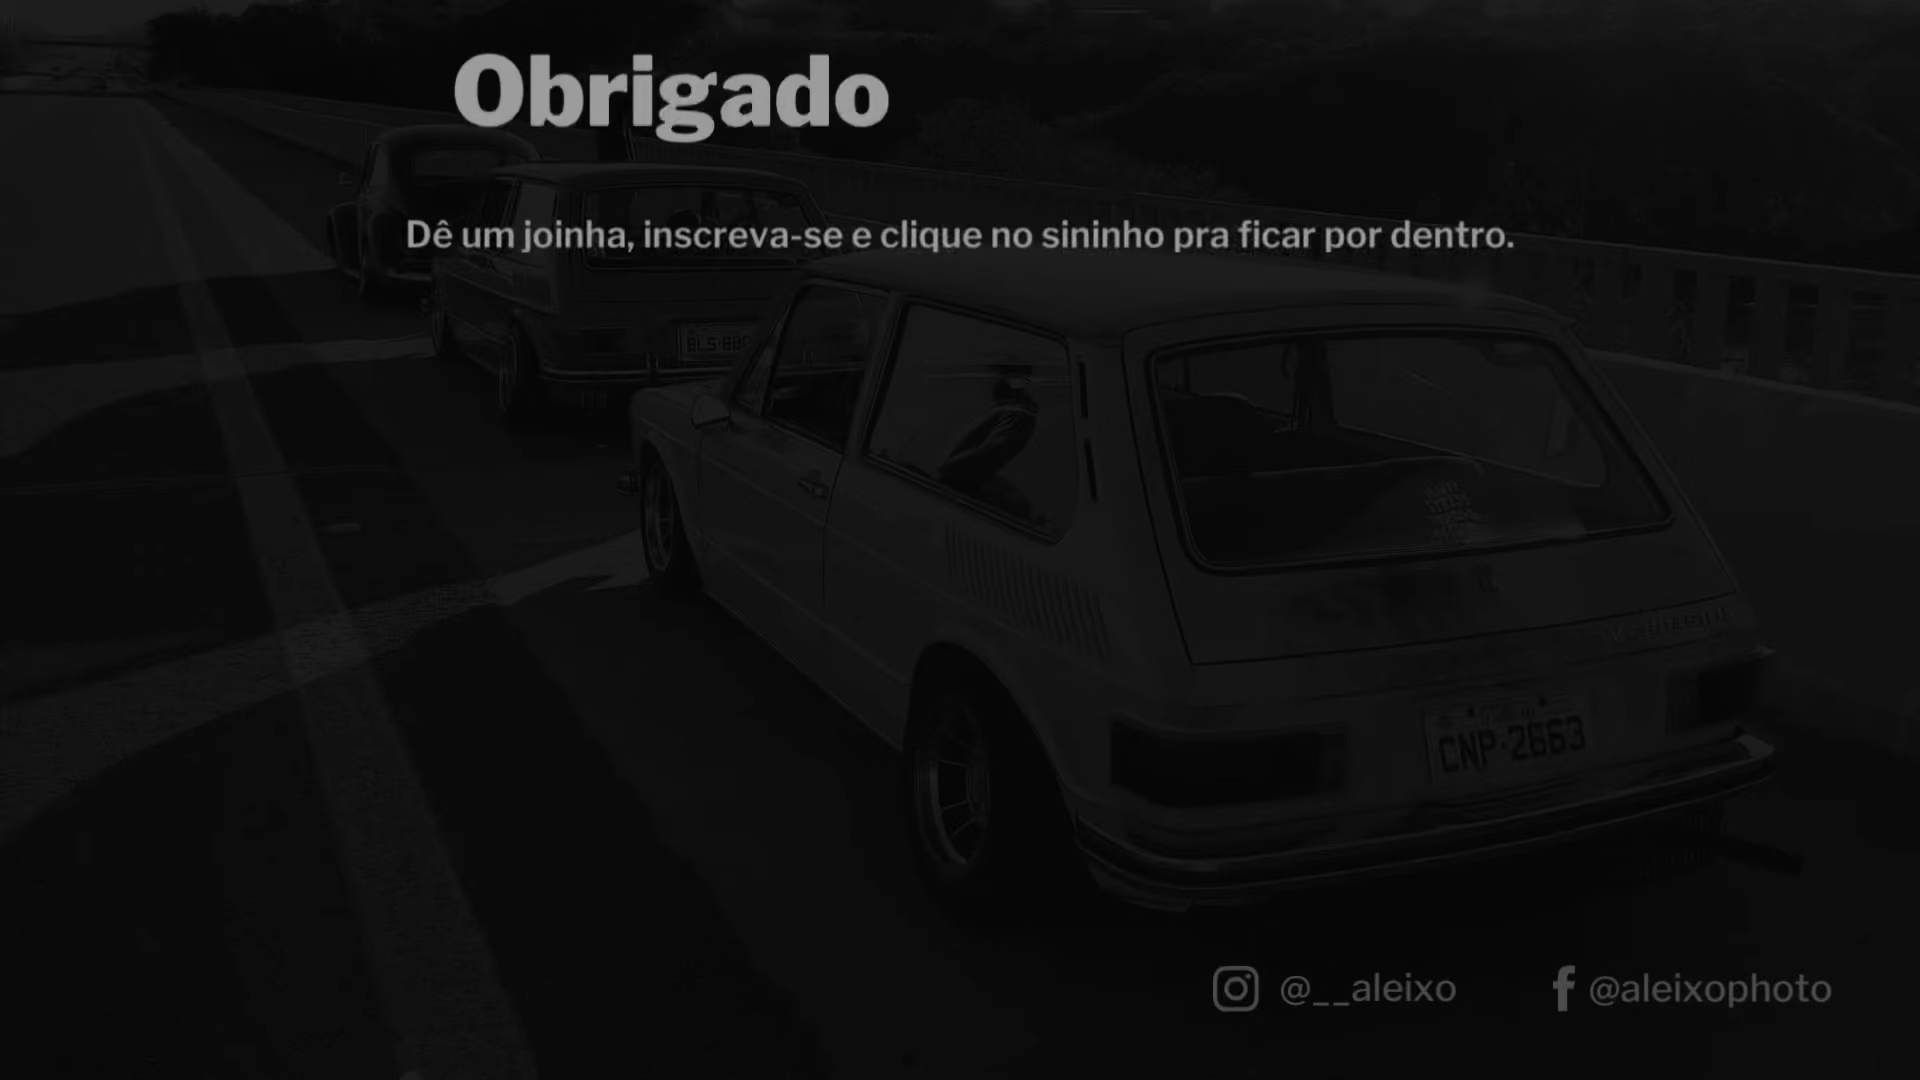 Obrigado
Dê um joinha, inscreva-se e clique no sininho pra ficar por dentro.
CNP-2663
@__aleixo
@aleixophoto